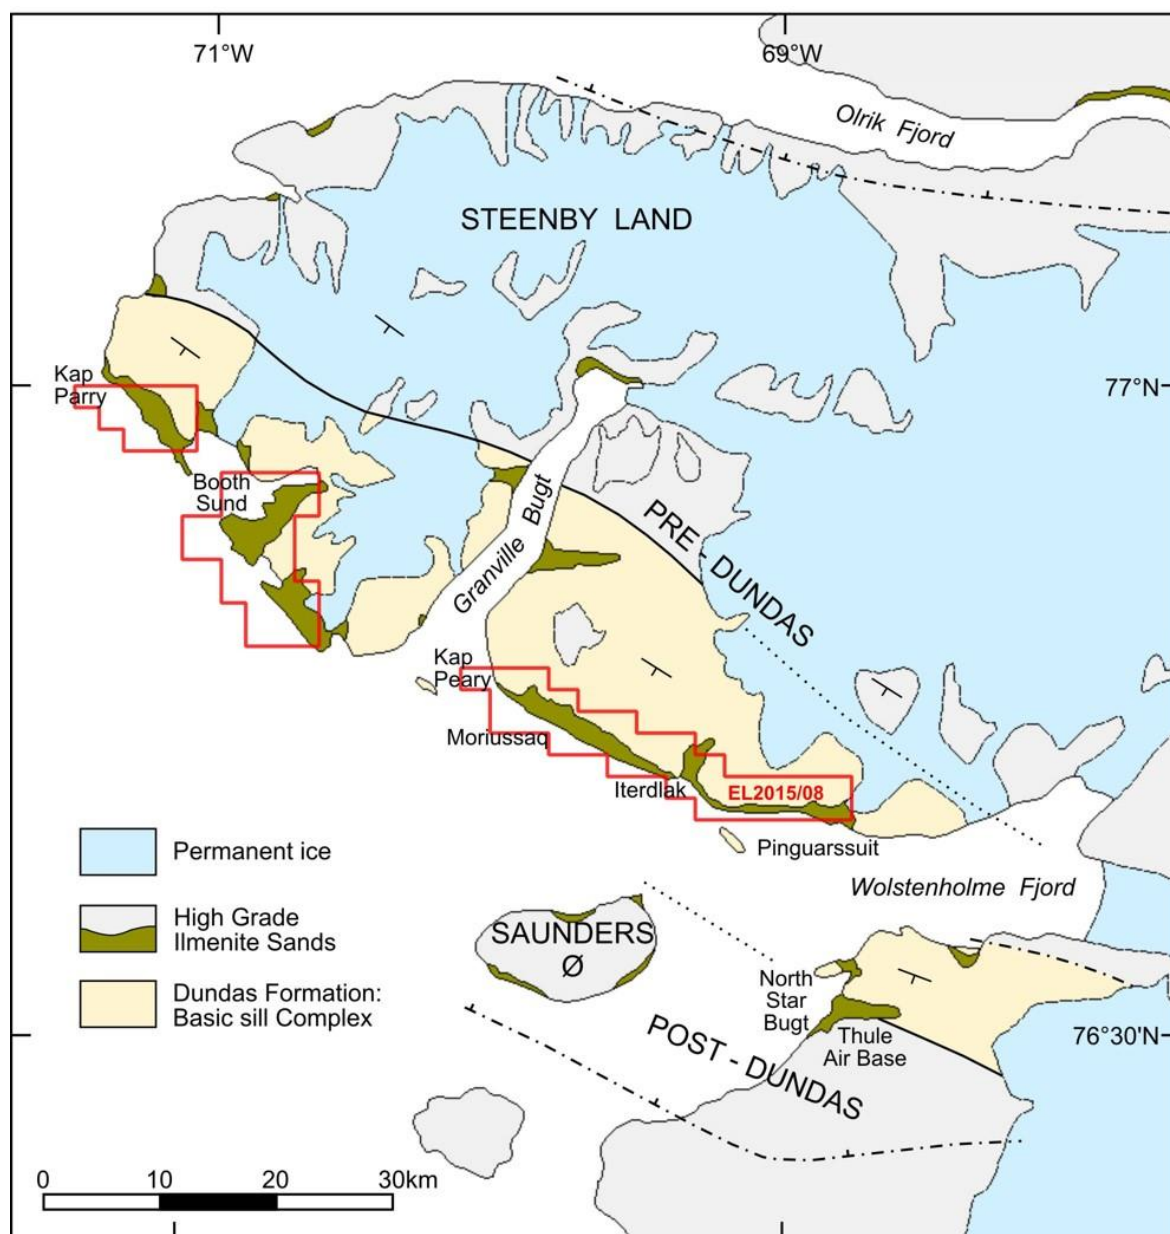 71°W
69°W
Olrik Fjord
STEENBY LAND
Kap
Parry
77°N
Booth
Sund
Granville Bugt
PRE - DUNDAS
Kap
Peary
Moriussaq
Iterdlak
EL2015/08
Pinguarssuit
Wolstenholme Fjord
Permanent ice
High Grade
Ilmenite Sands
Dundas Formation:
Basic sill Complex
SAUNDERS
Ø
North
Star
Bugt
Thule
Air Base
POST - DUNDAS
76°30'N
0 10 20 30km